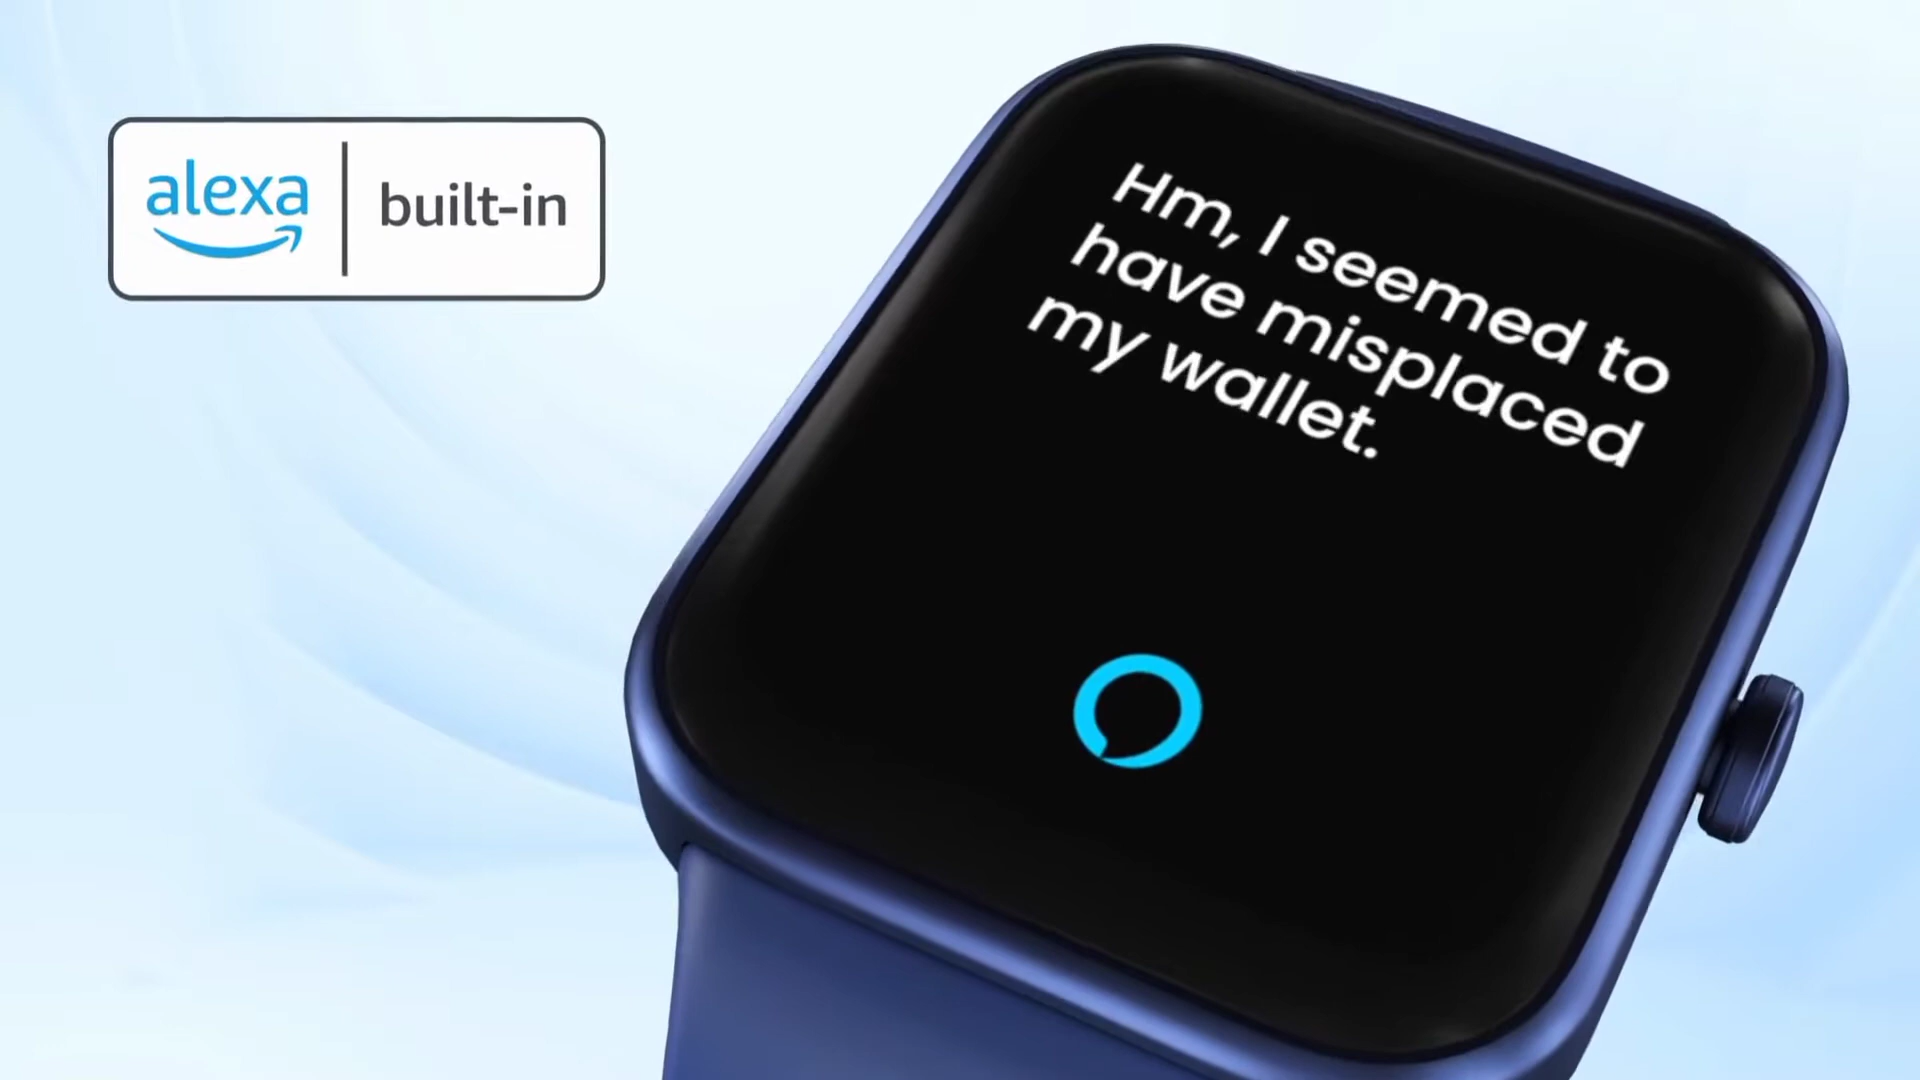 alexa
built-in
Hm, I seemed to
have misplaced
my wallet.